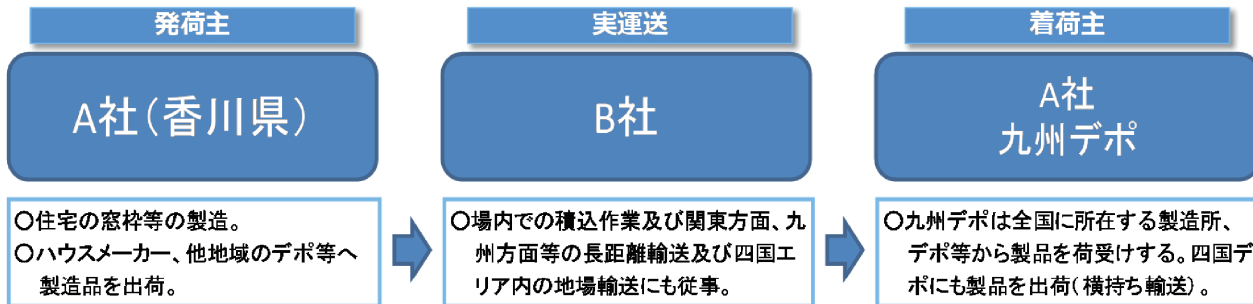 発荷主
A社(香川県)
〇住宅の窓枠等の製造。
〇ハウスメーカー、他地域のデポ等へ
製造品を出荷。
実運送
B社
〇場内での積込作業及び関東方面、九
州方面等の長距離輸送及び四国エ
リア内の地場輸送にも従事。
着荷主
A社
九州デポ
〇九州デポは全国に所在する製造所、
デポ等から製品を荷受けする。四国デ
ポにも製品を出荷(横持ち輸送)。